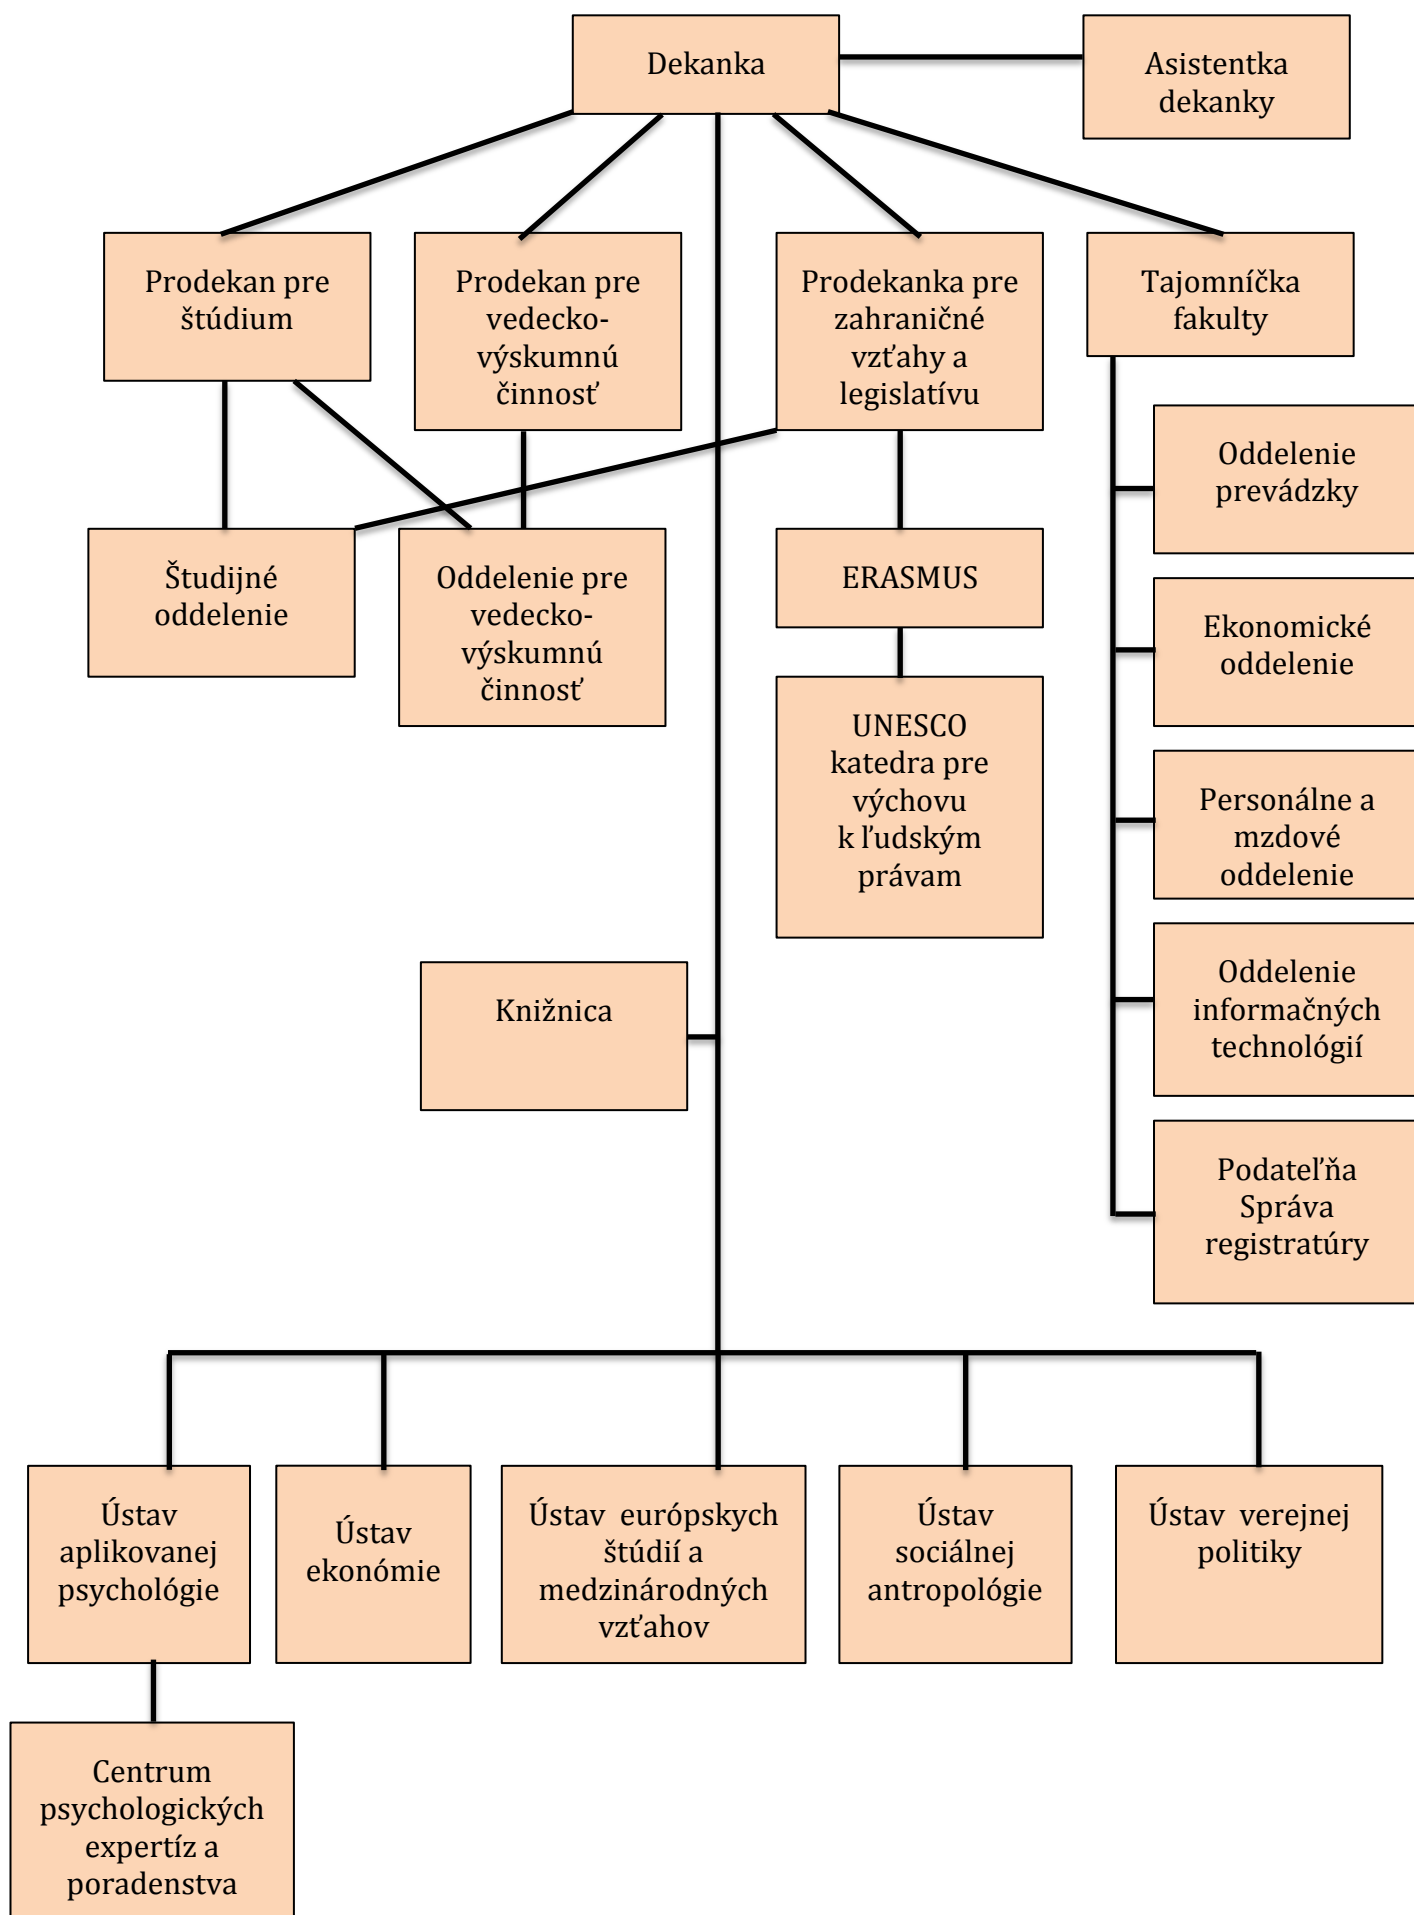 Dekanka
Asistentka
dekanky
Prodekan pre
štúdium
Prodekan pre
vedecko-
výskumnú
činnosť
Prodekanka pre
zahraničné
vzťahy a
legislatívu
Tajomníčka
fakulty
Oddelenie
prevádzky
Študijné
oddelenie
Oddelenie pre
vedecko-
výskumnú
činnosť
ERASMUS
Ekonomické
oddelenie
UNESCO
katedra pre
výchovu
k ľudským
právam
Personálne a
mzdové
oddelenie
Knižnica
Oddelenie
informačných
technológií
Podateľňa
Správa
registratúry
Ústav
aplikovanej
psychológie
Ústav
ekonómie
Ústav  európskych
štúdií a
medzinárodných
vzťahov
Ústav
sociálnej
antropológie
Ústav  verejnej
politiky
Centrum
psychologických
expertíz a
poradenstva